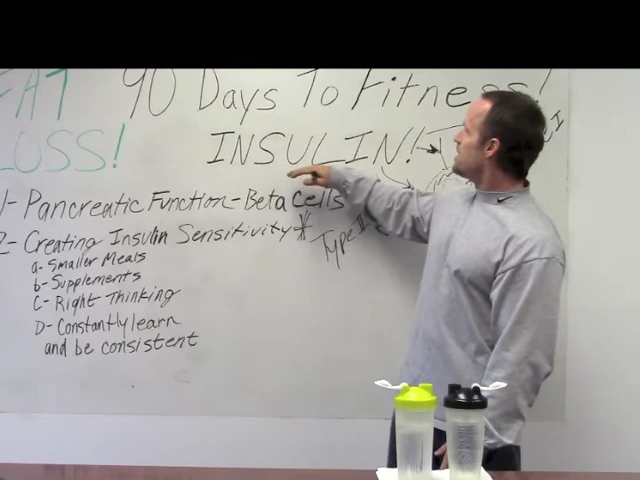 FAT
LOSS!
90 Days To Fitness!
INSULIN!
1- Pancreatic Function-Beta cells
2- Creating Insulin Sensitivity*
a- Smaller Meals
b- Supplements
C- Right Thinking
D- Constantly learn
and be consistent
Type II